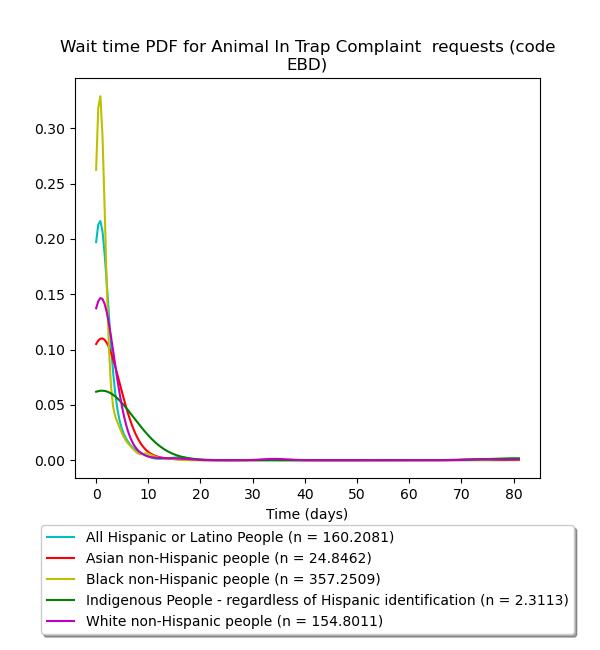 Wait time PDF for Animal In Trap Complaint  requests (code
EBD)
0.30
0.25
0.20
0.15
0.10
0.05
0.00
0 10 20 30 40 50 60 70 80
Time (days)
All Hispanic or Latino People (n = 160.2081)
Asian non-Hispanic people (n = 24.8462)
Black non-Hispanic people (n = 357.2509)
Indigenous People - regardless of Hispanic identification (n = 2.3113)
White non-Hispanic people (n = 154.8011)